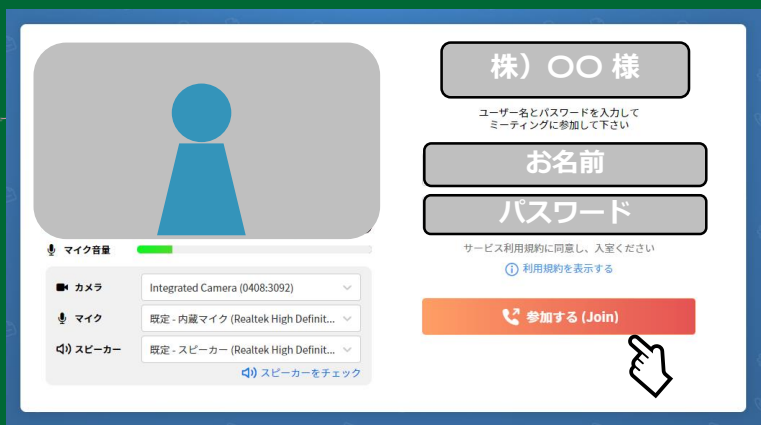 株）〇〇 様
ユーザー名とパスワードを入力して
ミーティングに参加して下さい
お名前
パスワード
サービス利用規約に同意し、入室ください
利用規約を表示する
参加する (Join)
マイク音量
カメラ
Integrated Camera (0408:3092)
マイク
既定 - 内蔵マイク (Realtek High Definit...
スピーカー
既定 - スピーカー (Realtek High Definit...
スピーカーをチェック